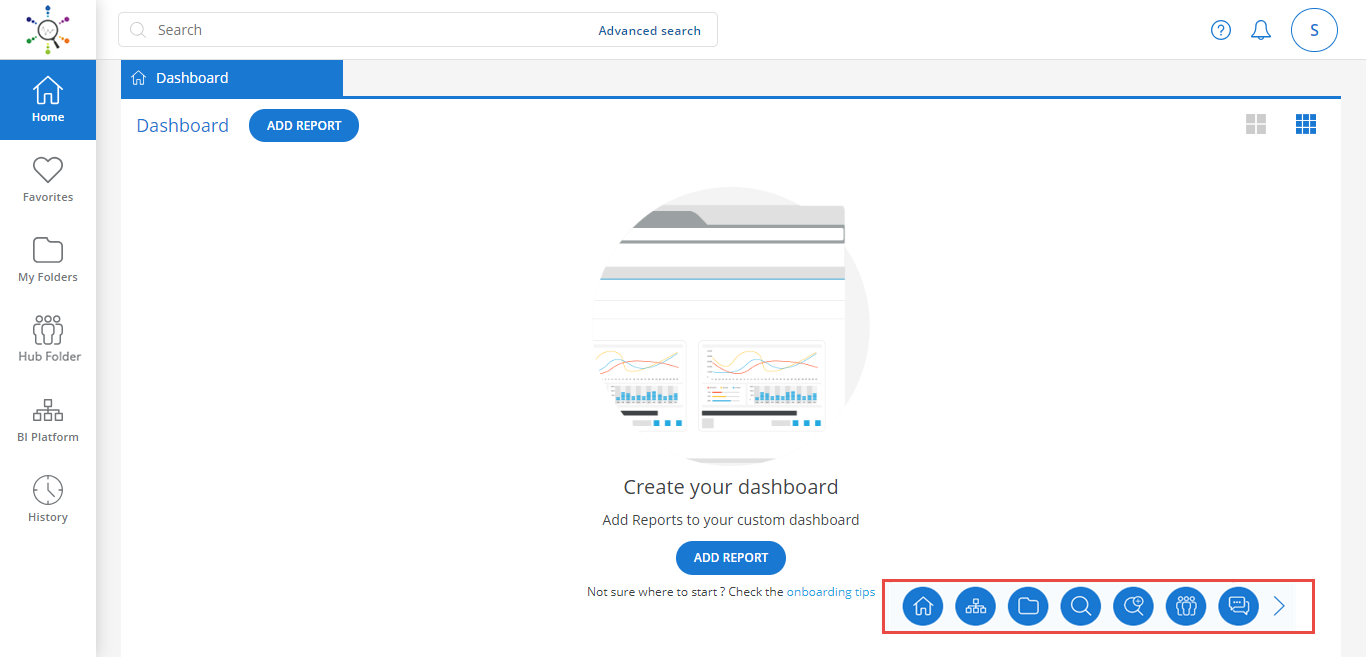 Search
Advanced search
S
Home
Favorites
My Folders
Hub Folder
BI Platform
History
Dashboard
Dashboard
ADD REPORT
Create your dashboard
Add Reports to your custom dashboard
ADD REPORT
Not sure where to start ? Check the onboarding tips